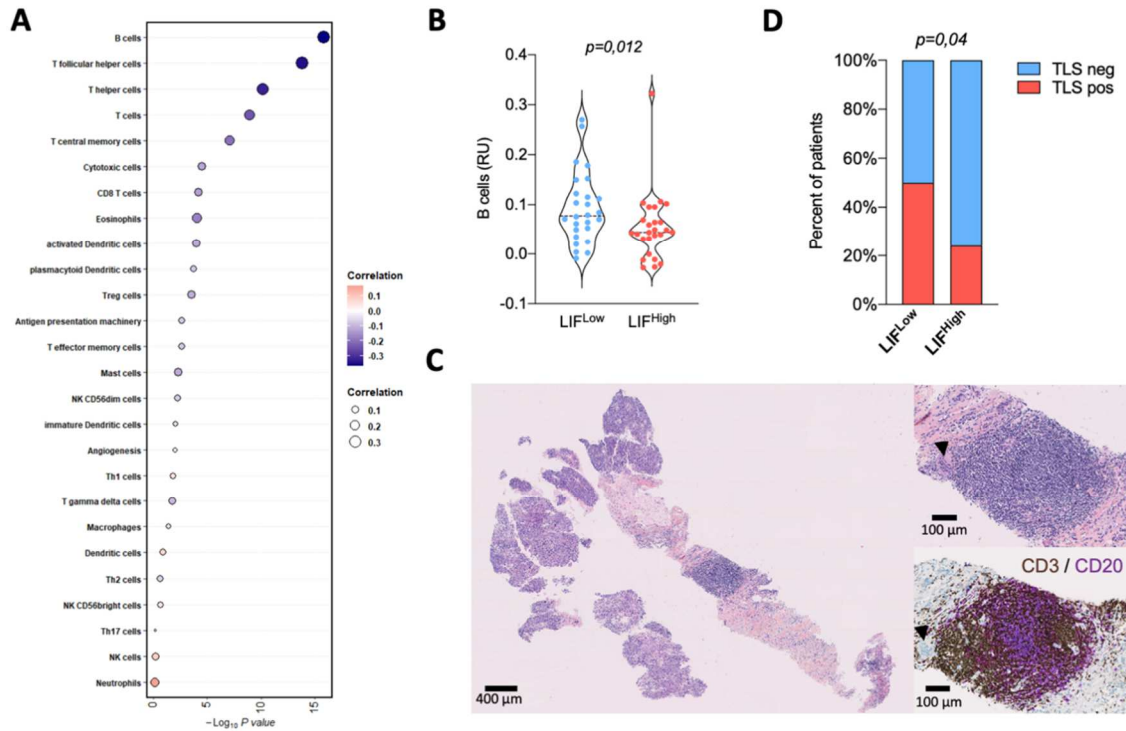 A
B cells
T follicular helper cells
T helper cells
T cells
T central memory cells
Cytotoxic cells
CD8 T cells
Eosinophils
activated Dendritic cells
plasmacytoid Dendritic cells
Treg cells
Antigen presentation machinery
T effector memory cells
Mast cells
NK CD56dim cells
immature Dendritic cells
Angiogenesis
Th1 cells
T gamma delta cells
Macrophages
Dendritic cells
Th2 cells
NK CD56bright cells
Th17 cells
NK cells
Neutrophils
0 5 10 15
−Log10 P value
Correlation
0.1
0.0
-0.1
-0.2
-0.3
Correlation
0.1
0.2
0.3
B
p=0,012
B cells (RU)
0.4
0.3
0.2
0.1
0.0
-0.1
LIFLow LIFHigh
D
p=0,04
Percent of patients
100%
80%
60%
40%
20%
0%
LIFLow LIFHigh
TLS neg
TLS pos
C
400 µm
100 µm
CD3 / CD20
100 µm